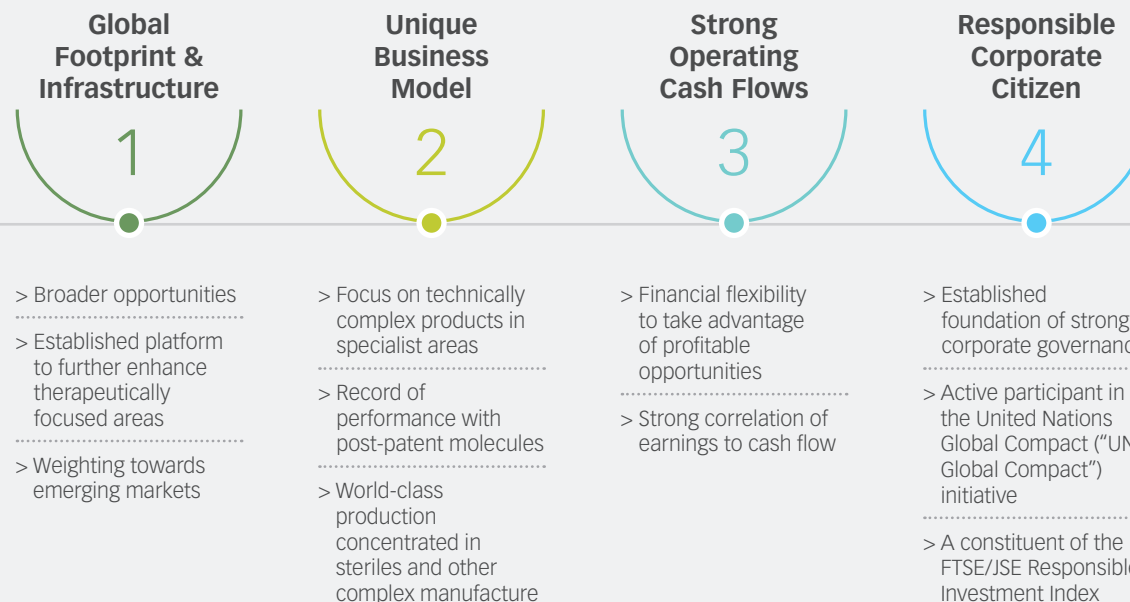 Global
Footprint &
Infrastructure
1
> Broader opportunities
> Established platform
to further enhance
therapeutically
focused areas
> Weighting towards
emerging markets
Unique
Business
Model
2
> Focus on technically
complex products in
specialist areas
> Record of
performance with
post-patent molecules
> World-class
production
concentrated in
steriles and other
complex manufacture
Strong
Operating
Cash Flows
3
> Financial flexibility
to take advantage
of profitable
opportunities
> Strong correlation of
earnings to cash flow
Responsible
Corporate
Citizen
4
> Established
foundation of strong
corporate
> Active participant in
the United Nations
Global Compact (“UN
Global Compact”)
initiative
> A constituent of the
FTSE/JSE Responsible
Investment Index